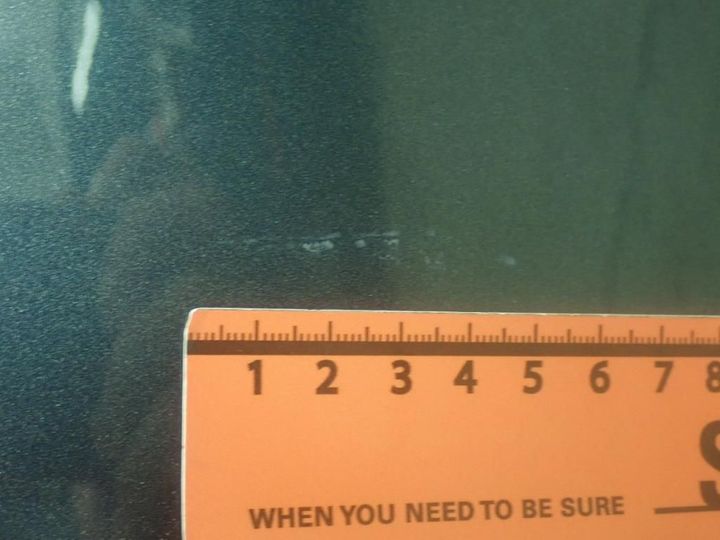 1 2 3 4 5 6 7 8
S
WHEN YOU NEED TO BE SURE